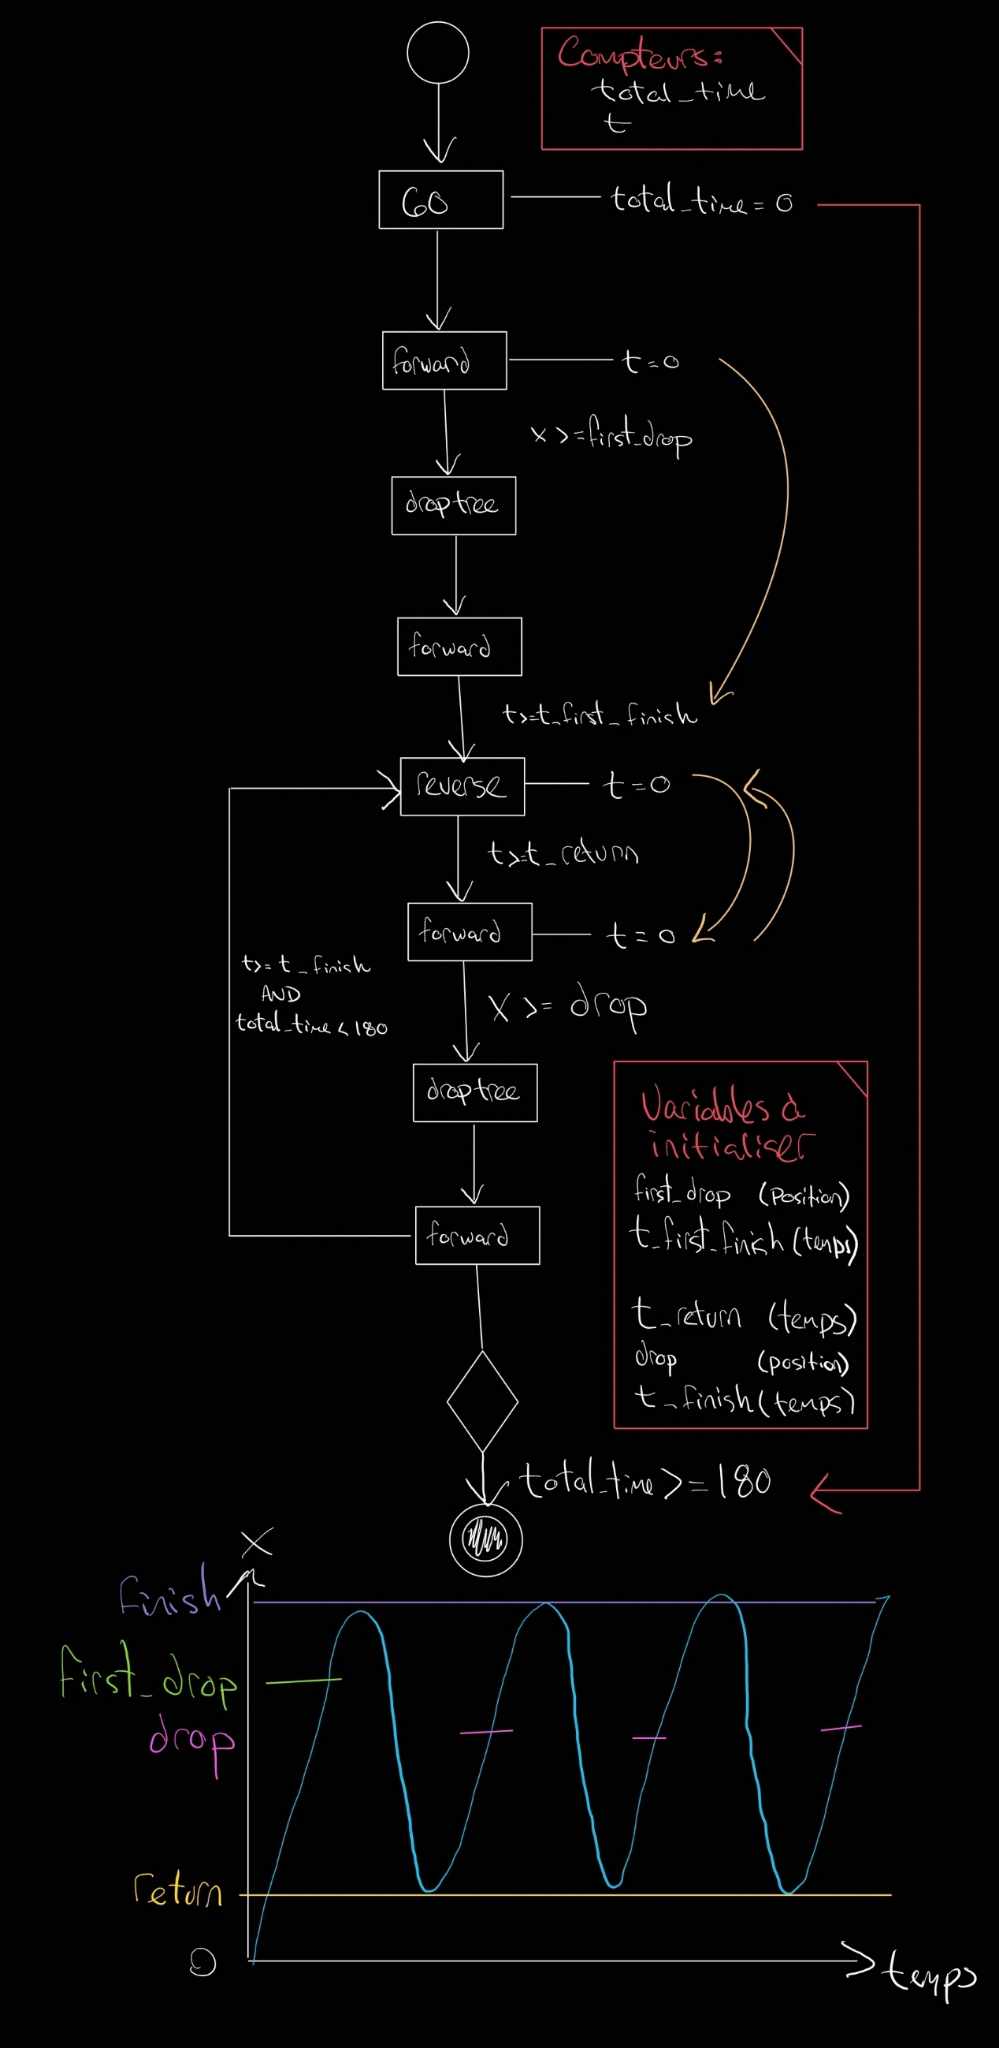 Compteurs:
total_time
t
GO
total_time = 0
forward
t=0
x >= first_drop
drop tree
forward
t>=t_first_finish
reverse
t=0
t>=t_return
forward
t=0
t>= t_finish
AND
total_time < 180
x >= drop
drop tree
forward
Variables à
initialiser
first_drop (position)
t_first_finish (temps)
t_return (temps)
drop (position)
t_finish (temps)
total_time >= 180
x
finish
first_drop
drop
return
0
temps